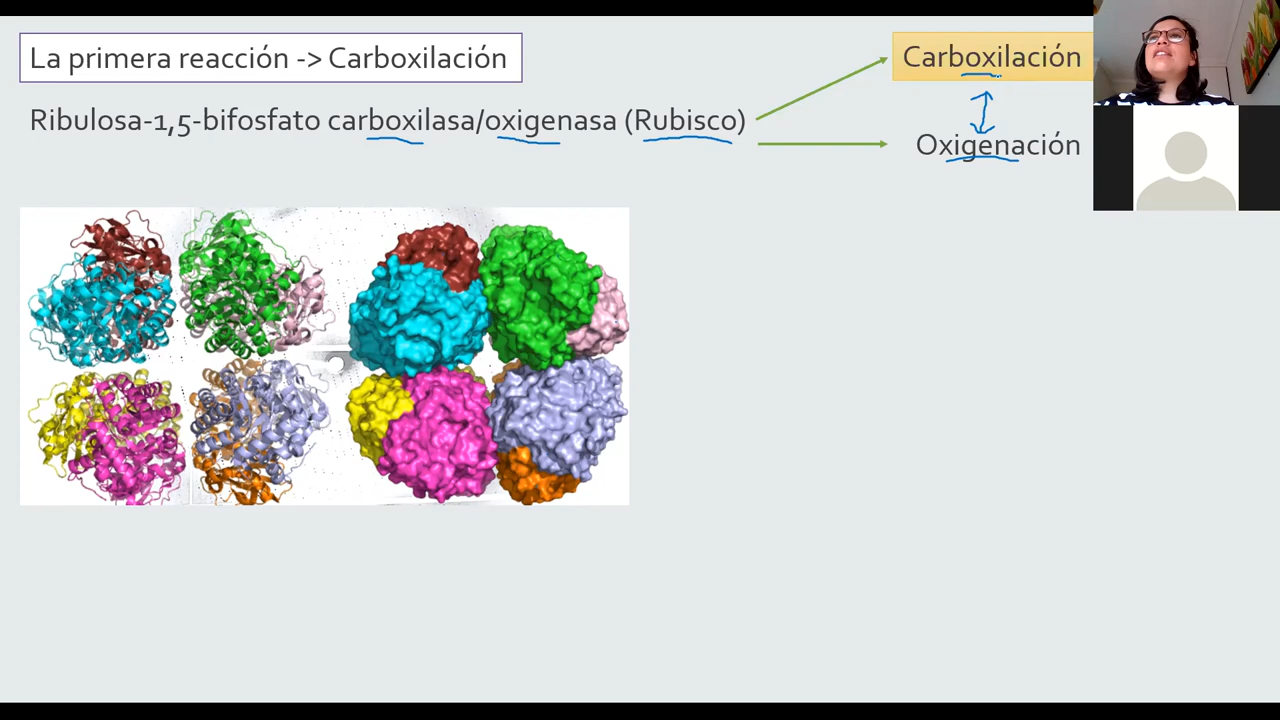 La primera reacción -> Carboxilación
Ribulosa-1,5-bifosfato carboxilasa/oxigenasa (Rubisco)
Carboxilación
Oxigenación